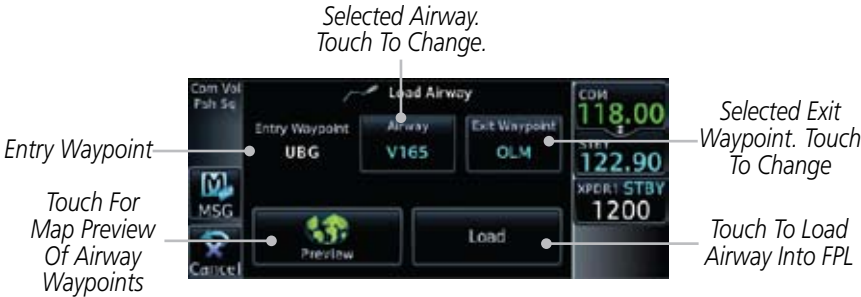 Selected Airway.
Touch To Change.
Com Vol
Psh Sq
Load Airway
COM
118.00
Entry Waypoint
Airway
Exit Waypoint
Selected Exit
Waypoint. Touch
To Change
Entry Waypoint
UBG
V165
OLM
STBY
122.90
XPDR1 STBY
1200
MSG
Touch For
Map Preview
Of Airway
Waypoints
Preview
Load
Touch To Load
Airway Into FPL
Cancel